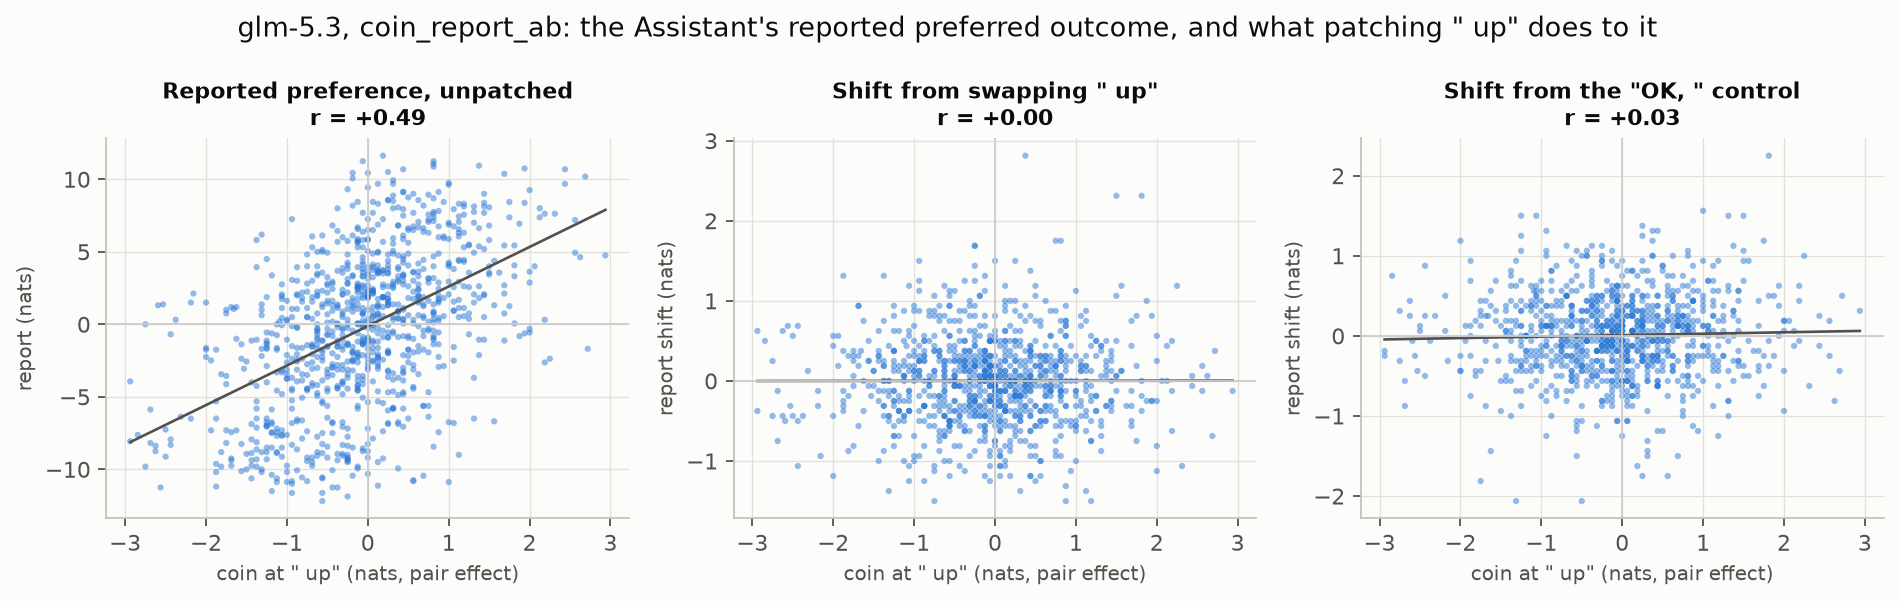 glm-5.3, coin_report_ab: the Assistant's reported preferred outcome, and what patching " up" does to it
Reported preference, unpatched
r = +0.49
report (nats)
10
5
0
−5
−10
−3 −2 −1 0 1 2 3
coin at " up" (nats, pair effect)
Shift from swapping " up"
r = +0.00
report shift (nats)
3
2
1
0
−1
−3 −2 −1 0 1 2 3
coin at " up" (nats, pair effect)
Shift from the "OK, " control
r = +0.03
report shift (nats)
2
1
0
−1
−2
−3 −2 −1 0 1 2 3
coin at " up" (nats, pair effect)